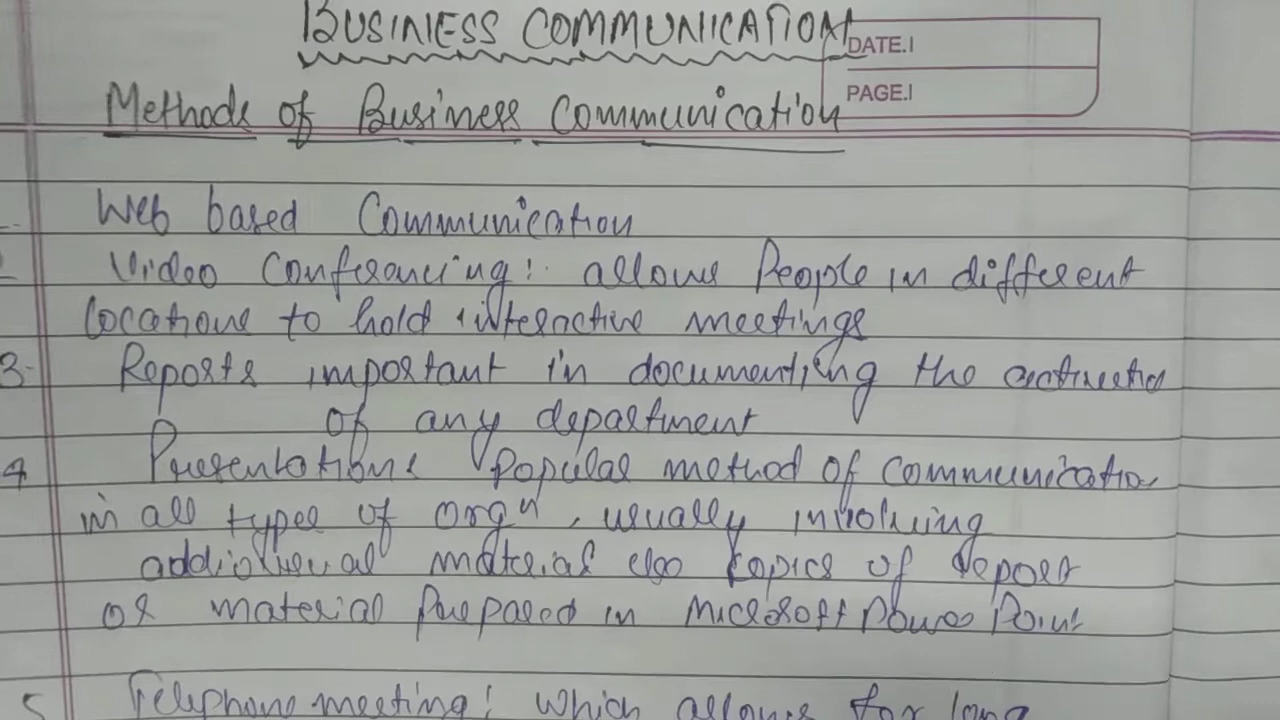 BUSINESS COMMUNICATION
DATE.I
PAGE.I
Methods of Business Communication
Web based Communication
Video Conferencing: allows People in different
locations to hold interactive meetings
3- Reports important in documenting the
of any department
4 Presentations Popular method of Communication
in all types of orgn, usually involving
material also copies of report
or material Prepared in Microsoft Power Point
5 Telephone meeting: which allows for long